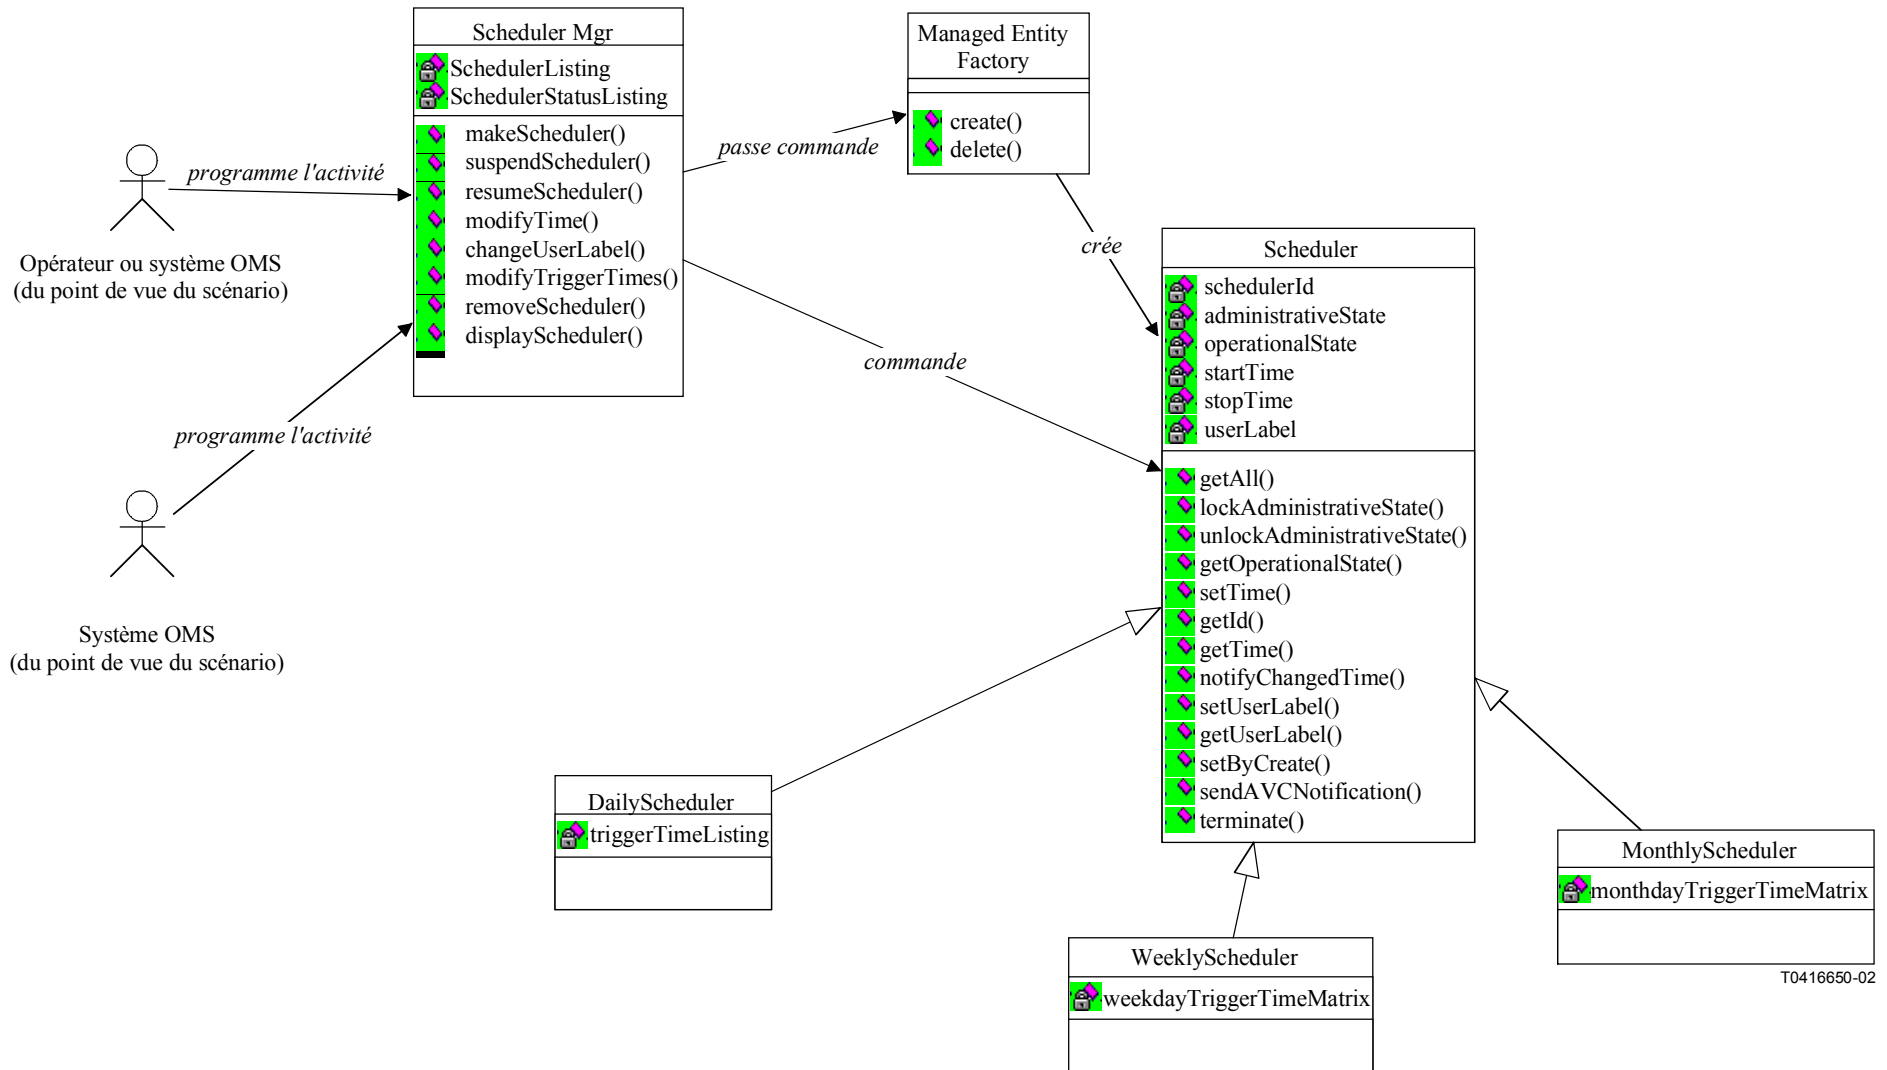 Scheduler Mgr
SchedulerListing
SchedulerStatusListing
makeScheduler()
suspendScheduler()
resumeScheduler()
modifyTime()
changeUserLabel()
modifyTriggerTimes()
removeScheduler()
displayScheduler()
Managed Entity
Factory
create()
delete()
passe commande
programme l'activité
Opérateur ou système OMS
(du point de vue du scénario)
crée
commande
programme l'activité
Système OMS
(du point de vue du scénario)
Scheduler
schedulerId
administrativeState
operationalState
startTime
stopTime
userLabel
getAll()
lockAdministrativeState()
unlockAdministrativeState()
getOperationalState()
setTime()
getId()
getTime()
notifyChangedTime()
setUserLabel()
getUserLabel()
setByCreate()
sendAVCNotification()
terminate()
DailyScheduler
triggerTimeListing
MonthlyScheduler
monthdayTriggerTimeMatrix
WeeklyScheduler
weekdayTriggerTimeMatrix
T0416650-02